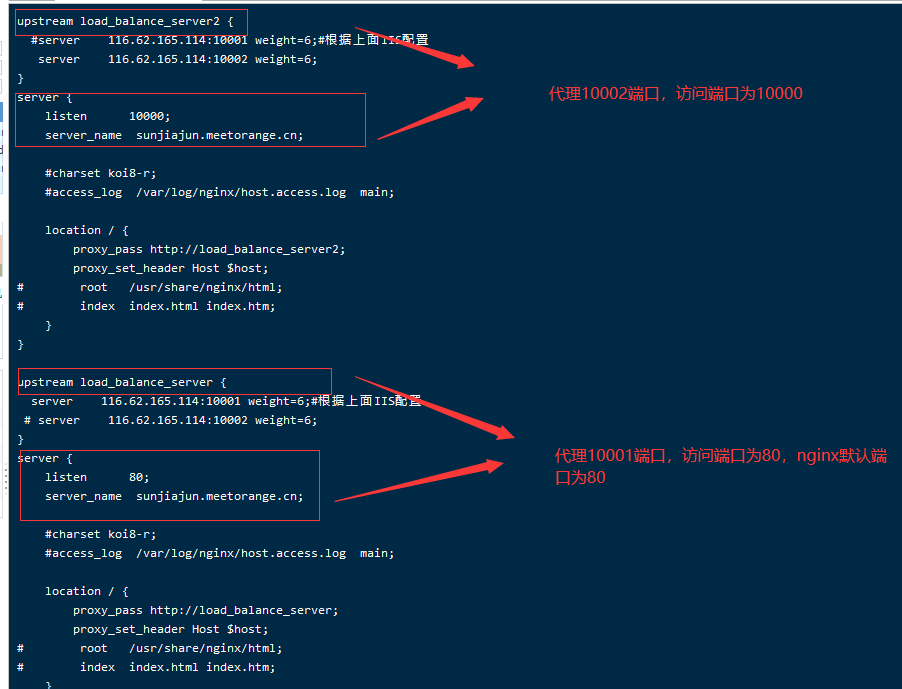 upstream load_balance_server2 {
#server 116.62.165.114:10001 weight=6;#根据上面IIS配置
server 116.62.165.114:10002 weight=6;
}
代理10002端口，访问端口为10000
server {
listen 10000;
server_name sunjiajun.meetorange.cn;
#charset koi8-r;
#access_log /var/log/nginx/host.access.log main;
location / {
proxy_pass http://load_balance_server2;
proxy_set_header Host $host;
# root /usr/share/nginx/html;
# index index.html index.htm;
}
}
upstream load_balance_server {
server 116.62.165.114:10001 weight=6;#根据上面IIS配置
# server 116.62.165.114:10002 weight=6;
}
代理10001端口，访问端口为80，nginx默认端
口为80
server {
listen 80;
server_name sunjiajun.meetorange.cn;
#charset koi8-r;
#access_log /var/log/nginx/host.access.log main;
location / {
proxy_pass http://load_balance_server;
proxy_set_header Host $host;
# root /usr/share/nginx/html;
# index index.html index.htm;
}